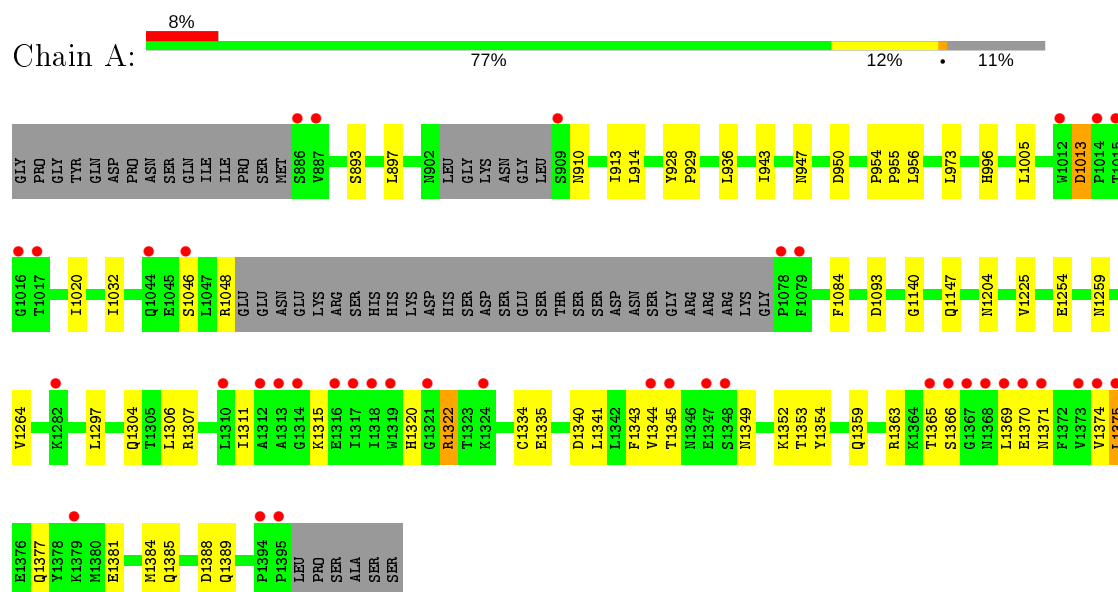 8%
Chain A:
77% 12% • 11%
GLY PRO GLY TYR GLN ASP PRO ASN SER GLN ILE ILE PRO SER MET S886 V887 S893 L897 N902 LEU GLY LYS ASN GLY LEU S909 N910 I913 L914 Y928 P929 L936 I943 N947 D950 P954 P955 L956 L973 H996 L1005 W1012 D1013 P1014 T1015
G1016 T1017 I1020 I1032 Q1044 E1045 S1046 L1047 R1048 GLU GLU ASN GLU LYS ARG SER HIS HIS LYS ASP HIS SER ASP SER GLU SER THR SER SER SER ASP ASN SER GLY ARG ARG ARG LYS GLY P1078 F1079 F1084 D1093 G1140 Q1147 N1204 V1225 E1254 N1259
V1264 K1282 L1297 Q1304 T1305 L1306 R1307 L1310 I1311 A1312 A1313 G1314 K1315 E1316 I1317 I1318 W1319 H1320 G1321 R1322 T1323 K1324 C1334 E1335 D1340 L1341 L1342 F1343 V1344 T1345 N1346 E1347 S1348 N1349 K1352 T1353 Y1354 Q1359 R1363 K1364 T1365 S1366 G1367 N1368 L1369 E1370 N1371 F1372 V1373 V1374
E1376 Q1377 Y1378 K1379 M1380 E1381 M1384 Q1385 D1388 Q1389 P1394 P1395 LEU PRO SER ALA SER SER